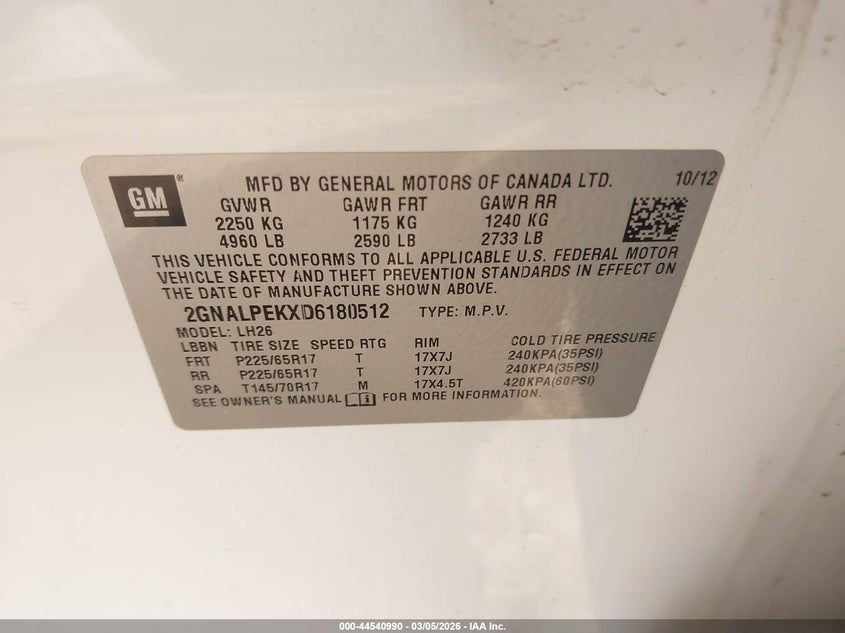 GM ® MFD BY GENERAL MOTORS OF CANADA LTD. 10/12
GVWR GAWR FRT GAWR RR
2250 KG 1175 KG 1240 KG
4960 LB 2590 LB 2733 LB
THIS VEHICLE CONFORMS TO ALL APPLICABLE U.S. FEDERAL MOTOR
VEHICLE SAFETY AND THEFT PREVENTION STANDARDS IN EFFECT ON
THE DATE OF MANUFACTURE SHOWN ABOVE.
2GNALPEKXD6180512 TYPE: M.P.V.
MODEL: LH26
LBBN TIRE SIZE SPEED RTG RIM COLD TIRE PRESSURE
FRT P225/65R17 T 17X7J 240KPA(35PSI)
RR P225/65R17 T 17X7J 240KPA(35PSI)
SPA T145/70R17 M 17X4.5T 420KPA(60PSI)
SEE OWNER'S MANUAL FOR MORE INFORMATION.
000-44540990 — 03/05/2026 — IAA Inc.